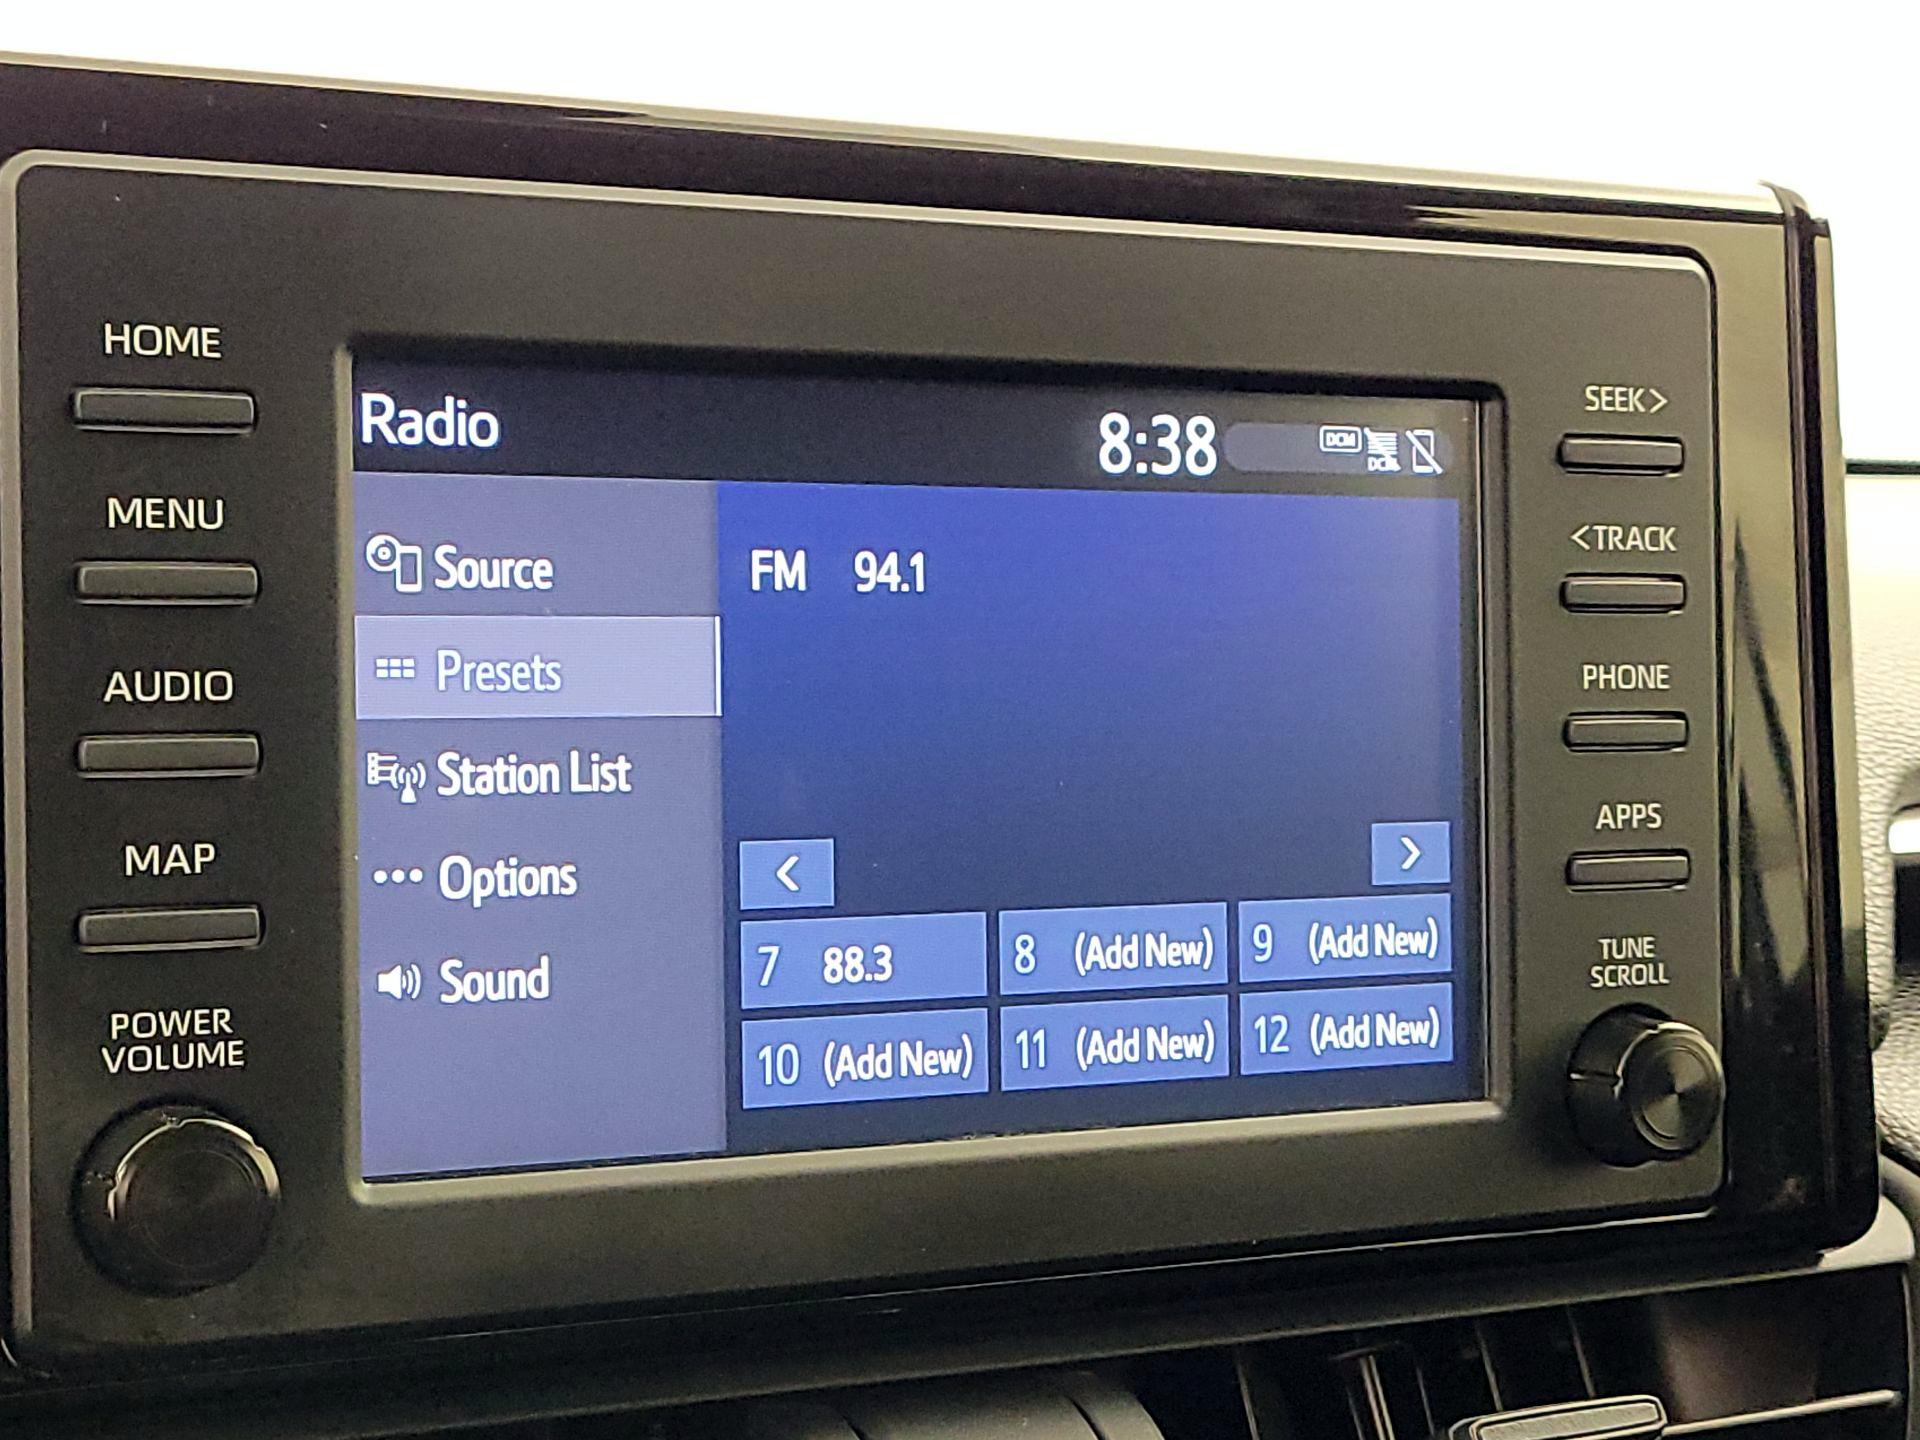 HOME
MENU
AUDIO
MAP
POWER
VOLUME
Radio
8:38
DCM
DCM
Source
Presets
Station List
Options
Sound
FM 94.1
<
>
7 88.3
8 (Add New)
9 (Add New)
10 (Add New)
11 (Add New)
12 (Add New)
SEEK>
<TRACK
PHONE
APPS
TUNE
SCROLL